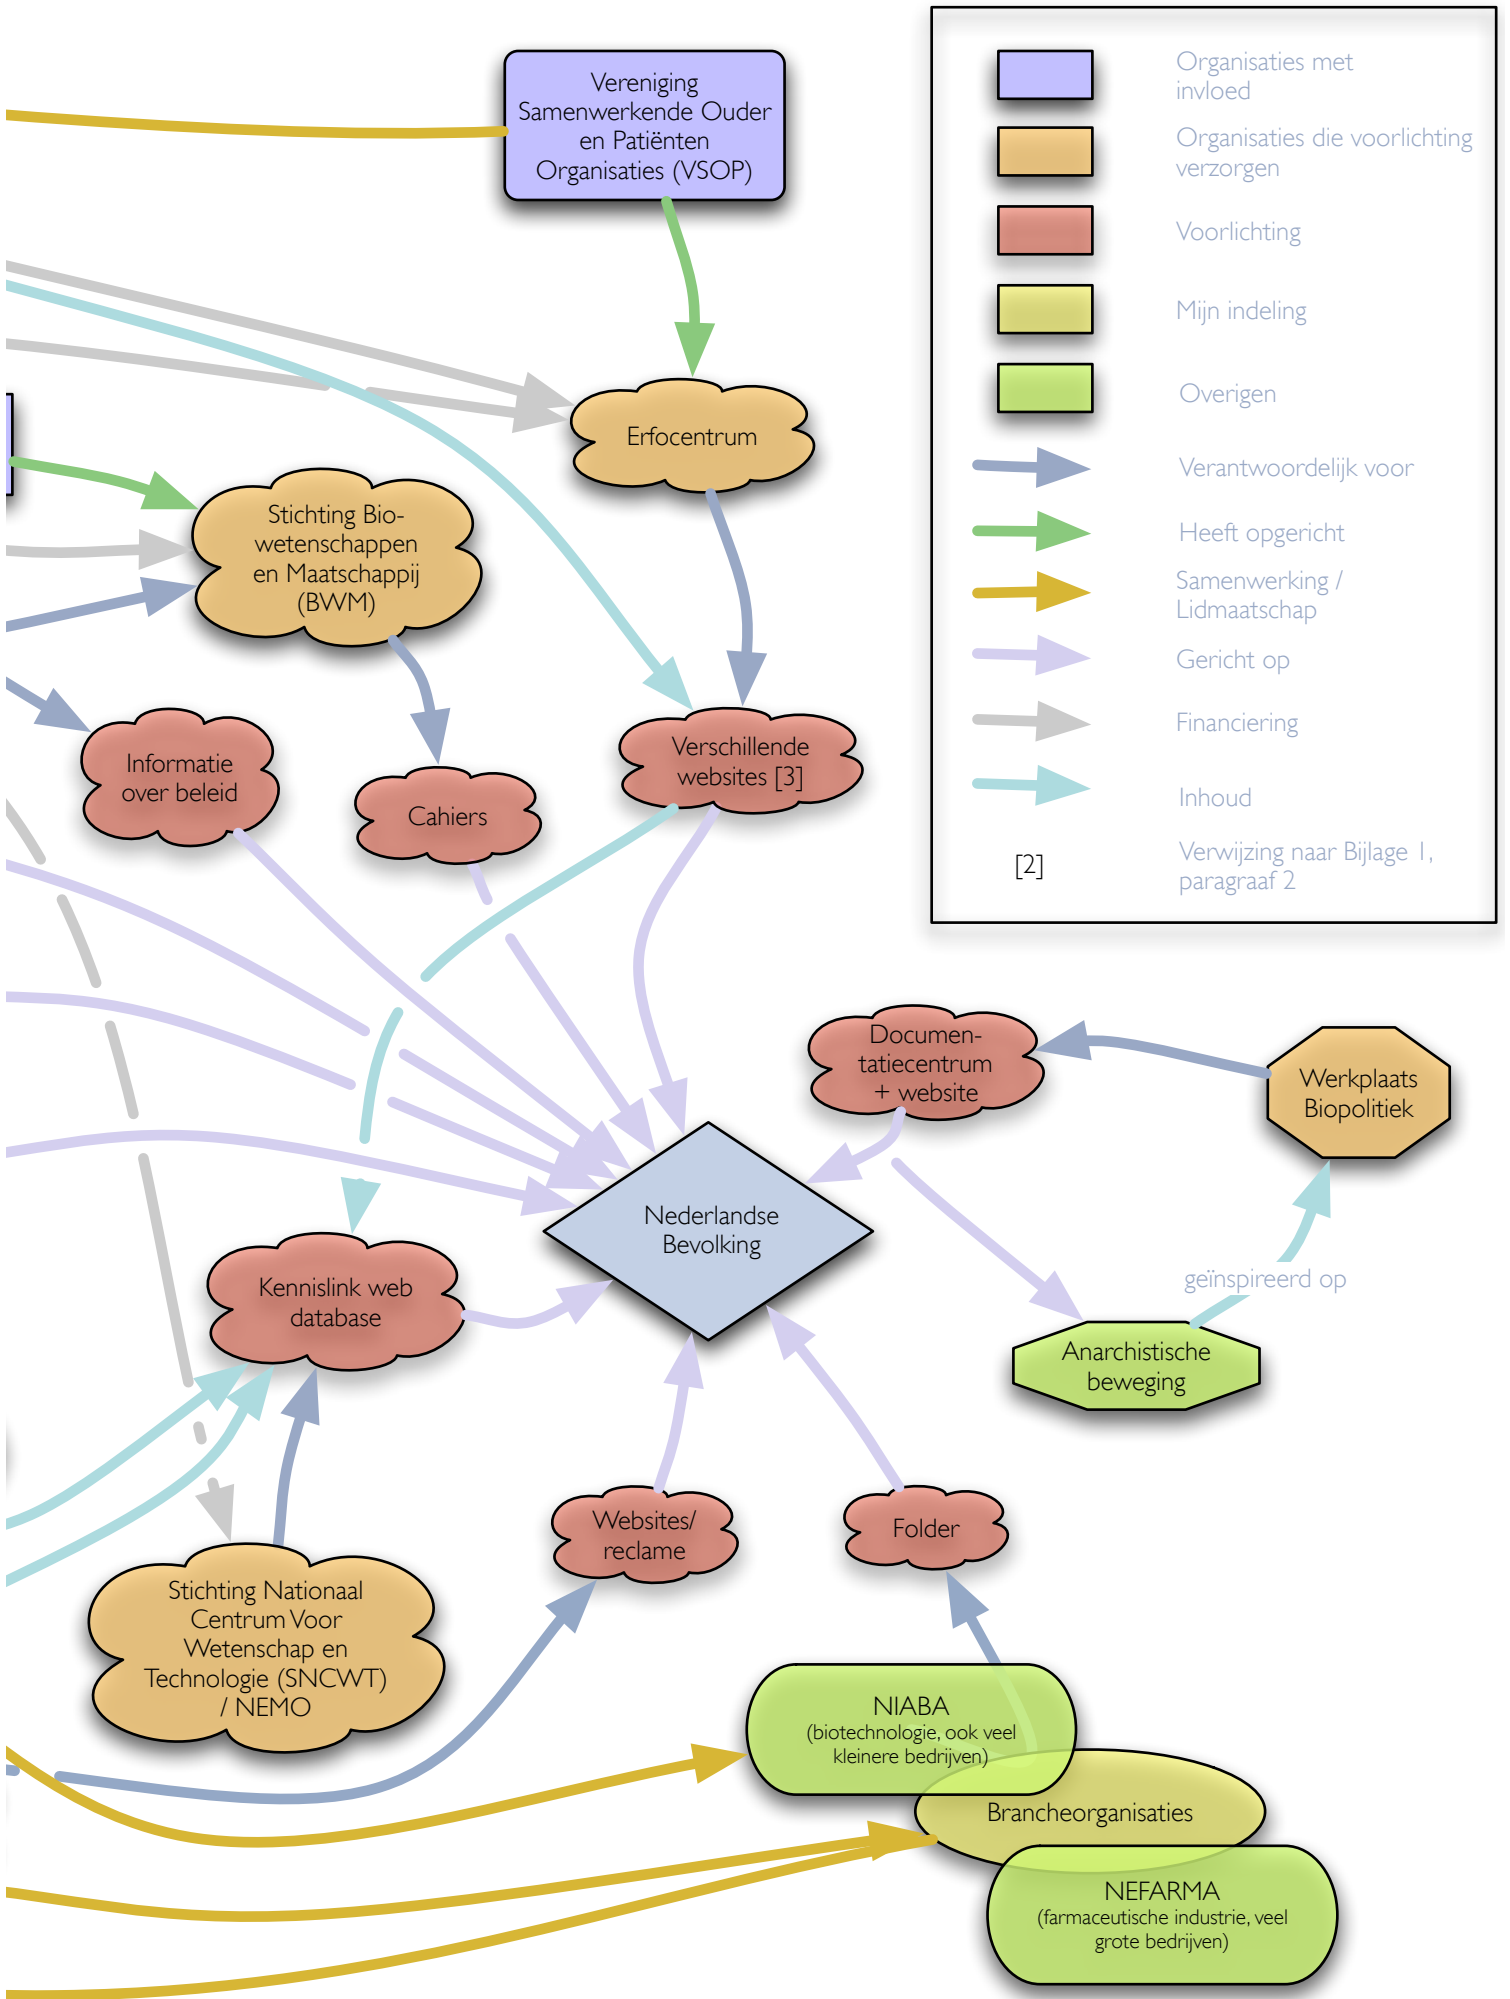 Vereniging
Samenwerkende Ouder
en Patiënten
Organisaties (VSOP)
Organisaties met
invloed
Organisaties die voorlichting
verzorgen
Voorlichting
Mijn indeling
Overigen
Verantwoordelijk voor
Heeft opgericht
Samenwerking /
Lidmaatschap
Gericht op
Financiering
Inhoud
[2]
Verwijzing naar Bijlage 1,
paragraaf 2
Erfocentrum
Stichting Bio-
wetenschappen
en Maatschappij
(BWM)
Informatie
over beleid
Cahiers
Verschillende
websites [3]
Documen-
tatiecentrum
+ website
Werkplaats
Biopolitiek
Nederlandse
Bevolking
Kennislink web
database
geïnspireerd op
Anarchistische
beweging
Websites/
reclame
Folder
Stichting Nationaal
Centrum Voor
Wetenschap en
Technologie (SNCWT)
/ NEMO
NIABA
(biotechnologie, ook veel
kleinere bedrijven)
Brancheorganisaties
NEFARMA
(farmaceutische industrie, veel
grote bedrijven)